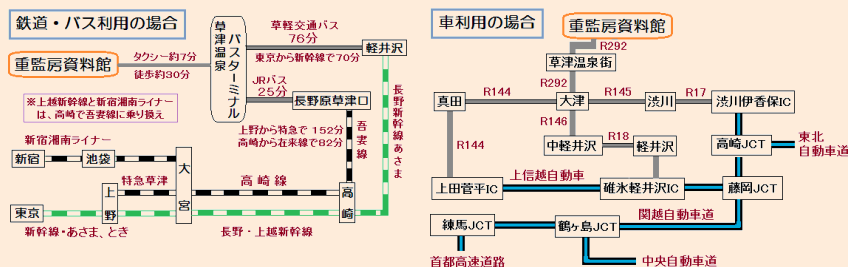 鉄道・バス利用の場合
重監房資料館
タクシー約7分
徒歩約30分
草津温泉
バスターミナル
草軽交通バス
76分
東京から新幹線で70分
軽井沢
JRバス
25分
長野原草津口
※上越新幹線と新宿湘南ライナー
は、高崎で吾妻線に乗り換え
上野から特急で152分
高崎から在来線で82分
吾妻線
長野新幹線あさま
新宿湘南ライナー
新宿
池袋
大宮
特急草津
高崎線
上野
高崎
東京
新幹線・あさま、とき
長野・上越新幹線
車利用の場合
重監房資料館
R292
草津温泉街
R292
真田
R144
大津
R145
渋川
R17
渋川伊香保IC
R146
R144
中軽井沢
R18
軽井沢
高崎JCT
東北
自動車道
上田菅平IC
上信越自動車
碓氷軽井沢IC
藤岡JCT
関越自動車道
練馬JCT
鶴ヶ島JCT
首都高速道路
中央自動車道